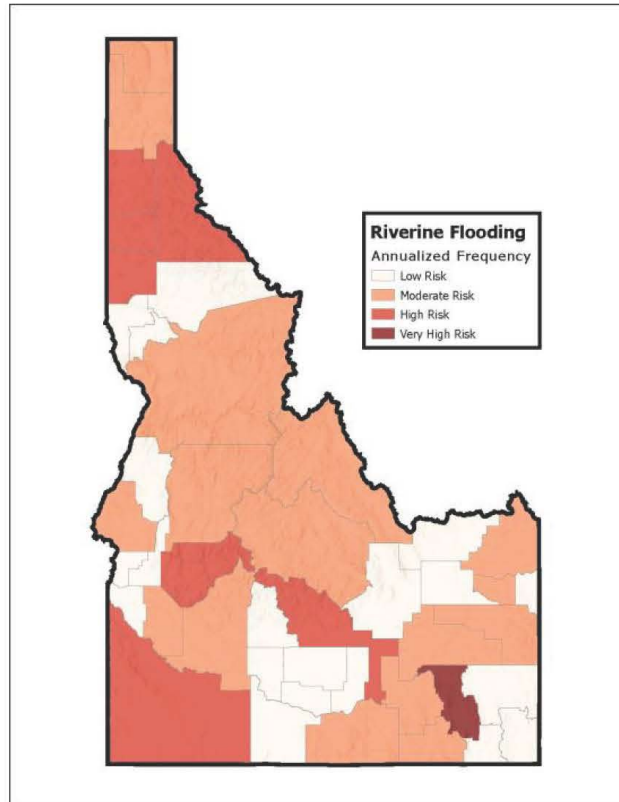 Riverine Flooding
Annualized Frequency
Low Risk
Moderate Risk
High Risk
Very High Risk